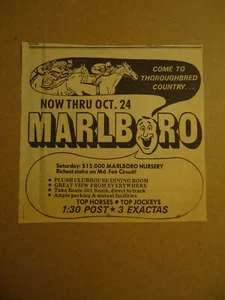 COME TO
THOROUGHBRED
COUNTRY...
NOW THRU OCT. 24
MARLBORO
Saturday: $15,000 MARLBORO NURSERY
Richest stake on Md. Fair Circuit!
★ PLUSH CLUBHOUSE DINING ROOM
★ GREAT VIEW FROM EVERYWHERE
★ Take Route 301 South, direct to track
★ Ample parking & mutuel facilities
TOP HORSES ★ TOP JOCKEYS
1:30 POST ★ 3 EXACTAS